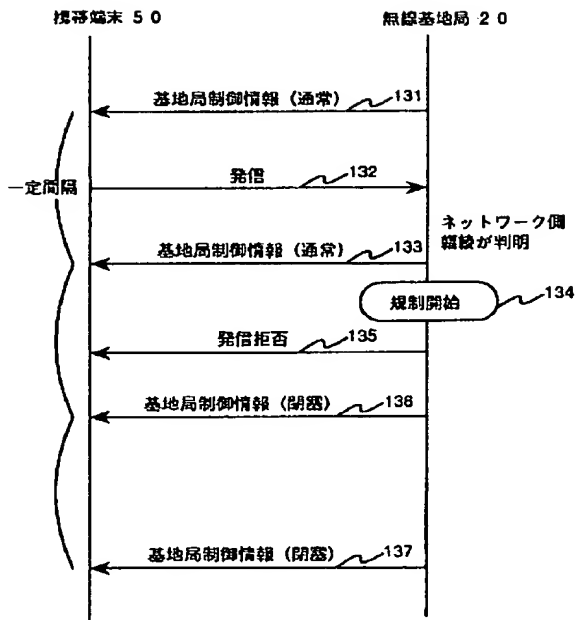 携帯端末 50
無線基地局 20
基地局制御情報（通常）
131
発信
132
一定間隔
ネットワーク側
輻輳が判明
基地局制御情報（通常）
133
規制開始
134
発信拒否
135
基地局制御情報（閉塞）
136
基地局制御情報（閉塞）
137